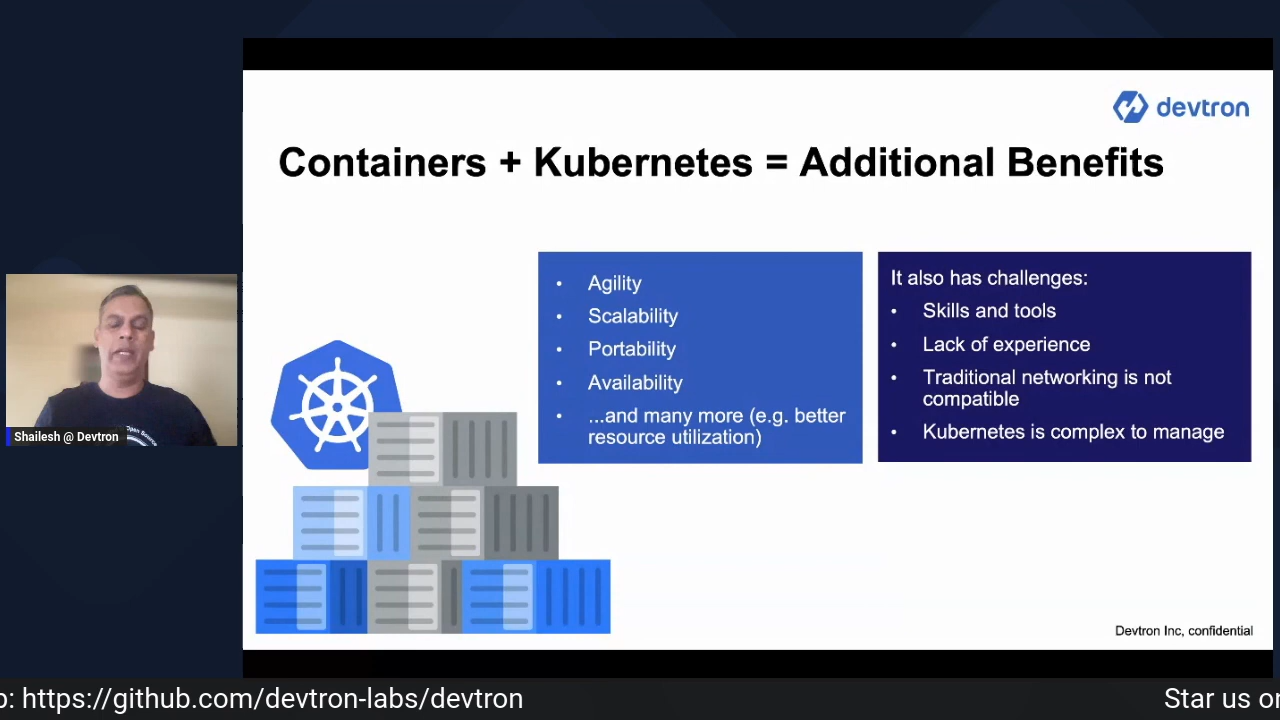 devtron
Containers + Kubernetes = Additional Benefits
• Agility
• Scalability
• Portability
• Availability
• ...and many more (e.g. better
resource utilization)
It also has challenges:
• Skills and tools
• Lack of experience
• Traditional networking is not
compatible
• Kubernetes is complex to manage
Shailesh @ Devtron
Devtron Inc, confidential
: https://github.com/devtron-labs/devtron
Star us